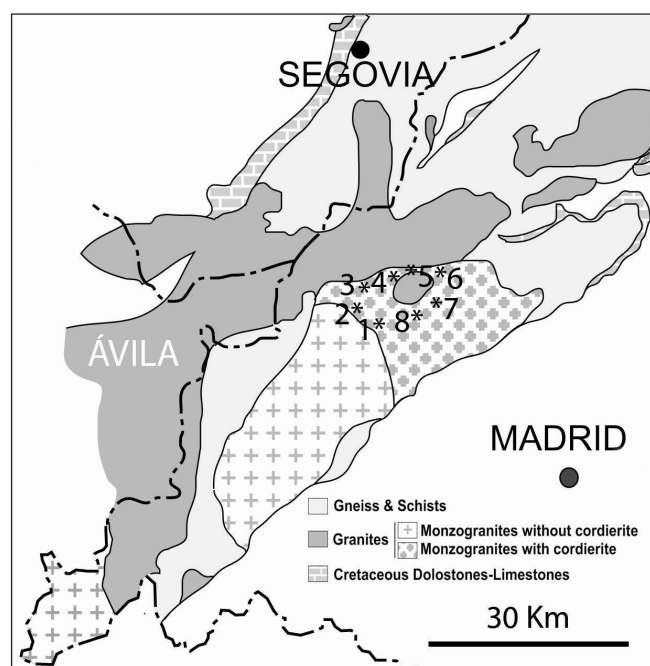 SEGOVIA
3* 4* *5 *6
2* 1* 8* *7
ÁVILA
MADRID
Gneiss & Schists
Granites
Monzogranites without cordierite
Monzogranites with cordierite
Cretaceous Dolostones-Limestones
30 Km